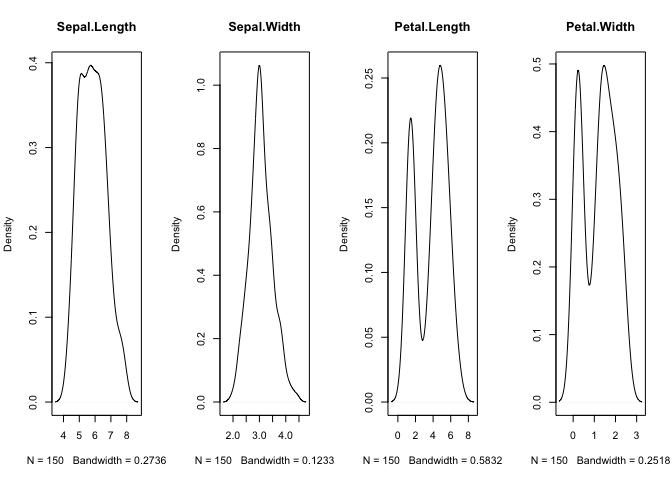 Sepal.Length
Density
0.0 0.1 0.2 0.3 0.4
4 5 6 7 8
N = 150 Bandwidth = 0.2736
Sepal.Width
Density
0.0 0.2 0.4 0.6 0.8 1.0
2.0 3.0 4.0
N = 150 Bandwidth = 0.1233
Petal.Length
Density
0.00 0.05 0.10 0.15 0.20 0.25
0 2 4 6 8
N = 150 Bandwidth = 0.5832
Petal.Width
Density
0.0 0.1 0.2 0.3 0.4 0.5
0 1 2 3
N = 150 Bandwidth = 0.2518